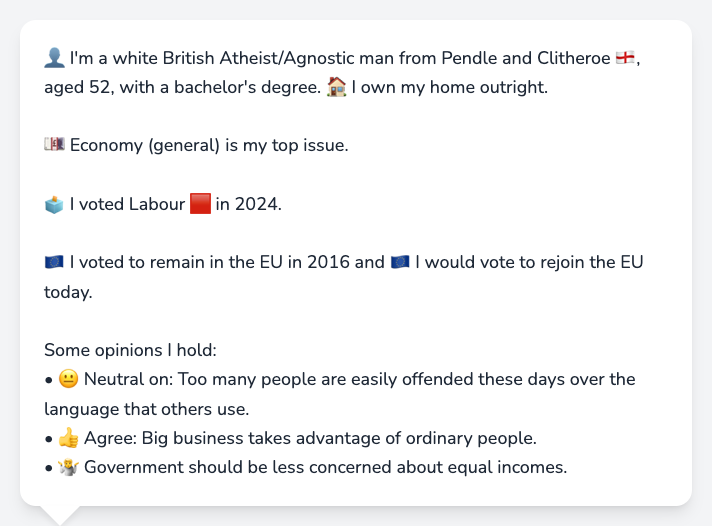 👤 I'm a white British Atheist/Agnostic man from Pendle and Clitheroe 🏴󠁧󠁢󠁥󠁮󠁧󠁿,
aged 52, with a bachelor's degree. 🏠 I own my home outright.
💷 Economy (general) is my top issue.
🗳️ I voted Labour 🟥 in 2024.
🇪🇺 I voted to remain in the EU in 2016 and 🇪🇺 I would vote to rejoin the EU
today.
Some opinions I hold:
• 😐 Neutral on: Too many people are easily offended these days over the
language that others use.
• 👍 Agree: Big business takes advantage of ordinary people.
• 🤷 Government should be less concerned about equal incomes.